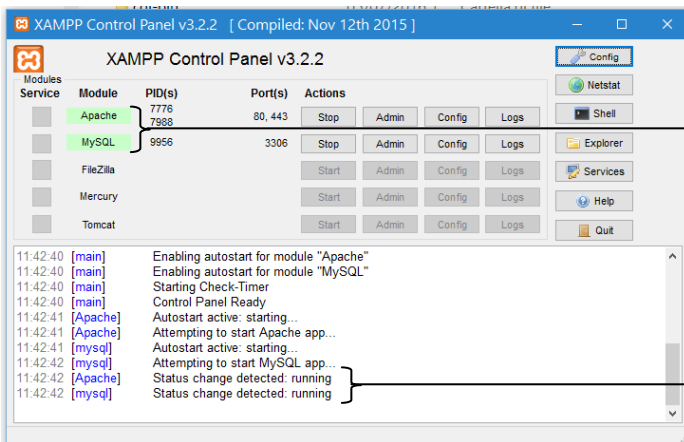 XAMPP Control Panel v3.2.2 [ Compiled: Nov 12th 2015 ]
XAMPP Control Panel v3.2.2
Config
Modules
Service Module PID(s) Port(s) Actions
Netstat
Apache 7776 7988 80, 443 Stop Admin Config Logs
Shell
MySQL 9956 3306 Stop Admin Config Logs
Explorer
FileZilla Start Admin Config Logs
Services
Mercury Start Admin Config Logs
Help
Tomcat Start Admin Config Logs
Quit
11:42:40 [main] Enabling autostart for module "Apache"
11:42:40 [main] Enabling autostart for module "MySQL"
11:42:40 [main] Starting Check-Timer
11:42:40 [main] Control Panel Ready
11:42:41 [Apache] Autostart active: starting...
11:42:41 [Apache] Attempting to start Apache app...
11:42:41 [mysql] Autostart active: starting...
11:42:42 [mysql] Attempting to start MySQL app...
11:42:42 [Apache] Status change detected: running
11:42:42 [mysql] Status change detected: running